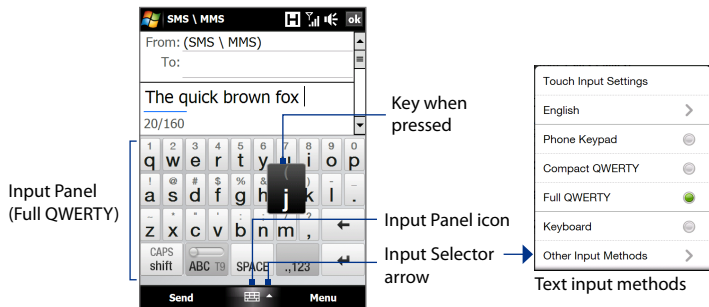 SMS \ MMS
H
ok
From: (SMS \ MMS)
To:
The quick brown fox
20/160
1 2 3 4 5 6 8 9 0
q w e r t y u i o p
! @ # $ % & ( ) - _
a s d f g h j k l .
~ " * ' : ; / ?
z x c v b n m ,
CAPS
shift ABC T9 SPACE .,123
Send Menu
Input Panel
(Full QWERTY)
Key when
pressed
Input Panel icon
Input Selector
arrow
Touch Input Settings
English
Phone Keypad
Compact QWERTY
Full QWERTY
Keyboard
Other Input Methods
Text input methods